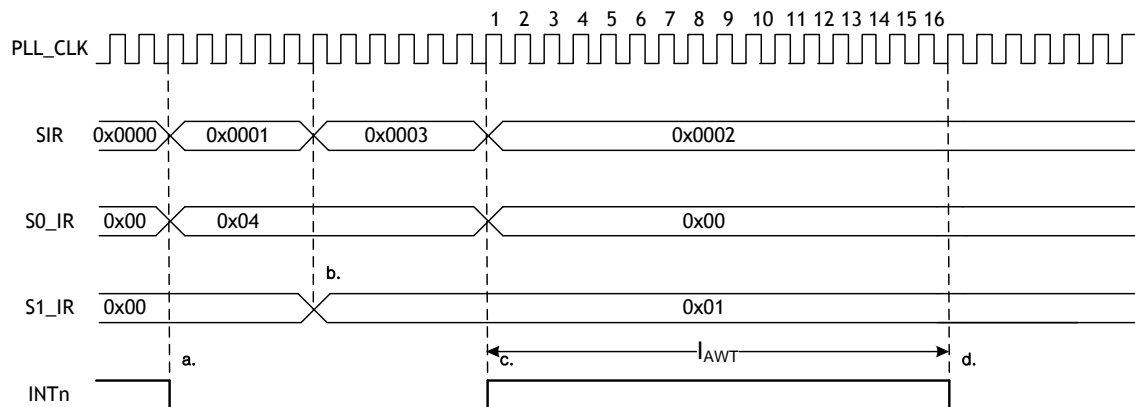 1 2 3 4 5 6 7 8 9 10 11 12 13 14 15 16
PLL_CLK
SIR 0x0000 0x0001 0x0003 0x0002
S0_IR 0x00 0x04 0x00
b.
S1_IR 0x00 0x01
a. c. IAWT d.
INTn